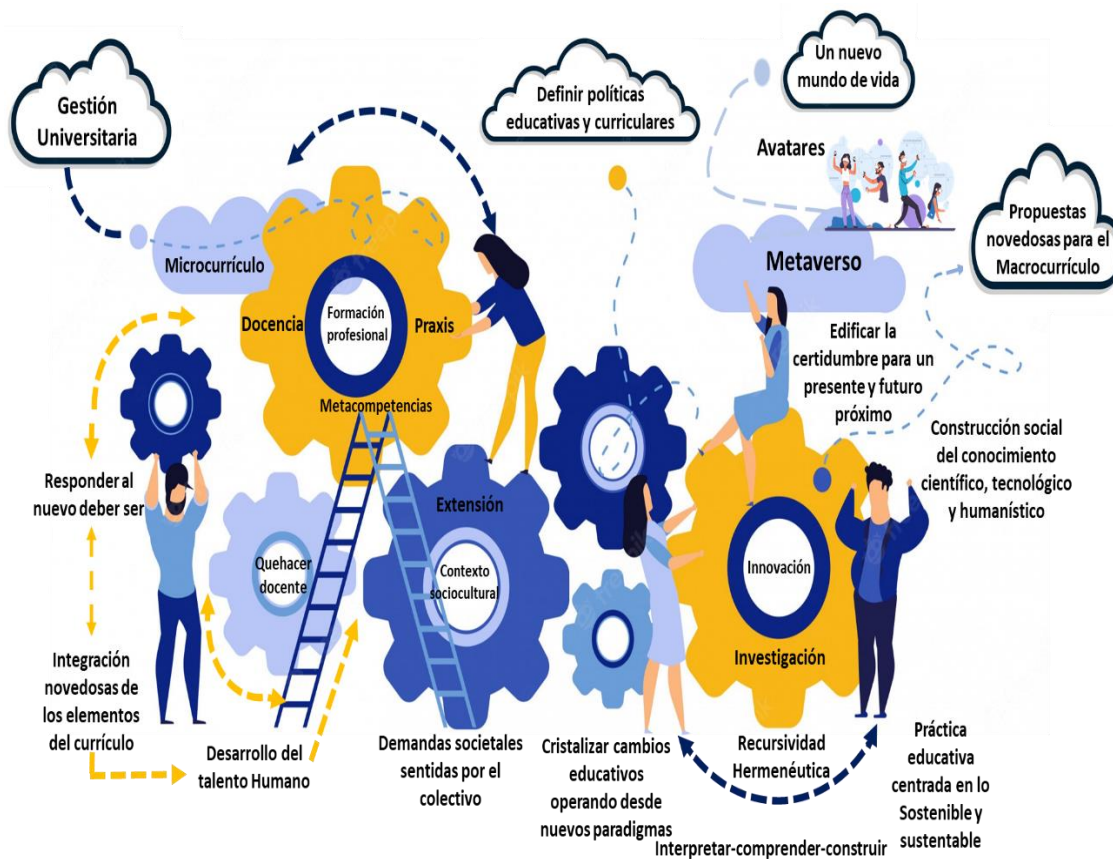 Gestión
Universitaria
Definir políticas
educativas y curriculares
Un nuevo
mundo de vida
Avatares
Propuestas
novedosas para el
Macrocurrículo
Microcurrículo
Metaverso
Docencia
Formación
profesional
Praxis
Metacompetencias
Edificar la
certidumbre para un
presente y futuro
próximo
Construcción social
del conocimiento
científico, tecnológico
y humanístico
Responder al
nuevo deber ser
Extensión
Quehacer
docente
Contexto
sociocultural
Innovación
Investigación
Integración
novedosas de
los elementos
del currículo
Desarrollo del
talento Humano
Demandas societales
sentidas por el
colectivo
Cristalizar cambios
educativos
operando desde
nuevos paradigmas
Recursividad
Hermenéutica
Práctica
educativa
centrada en lo
Sostenible y
sustentable
Interpretar-comprender-construir